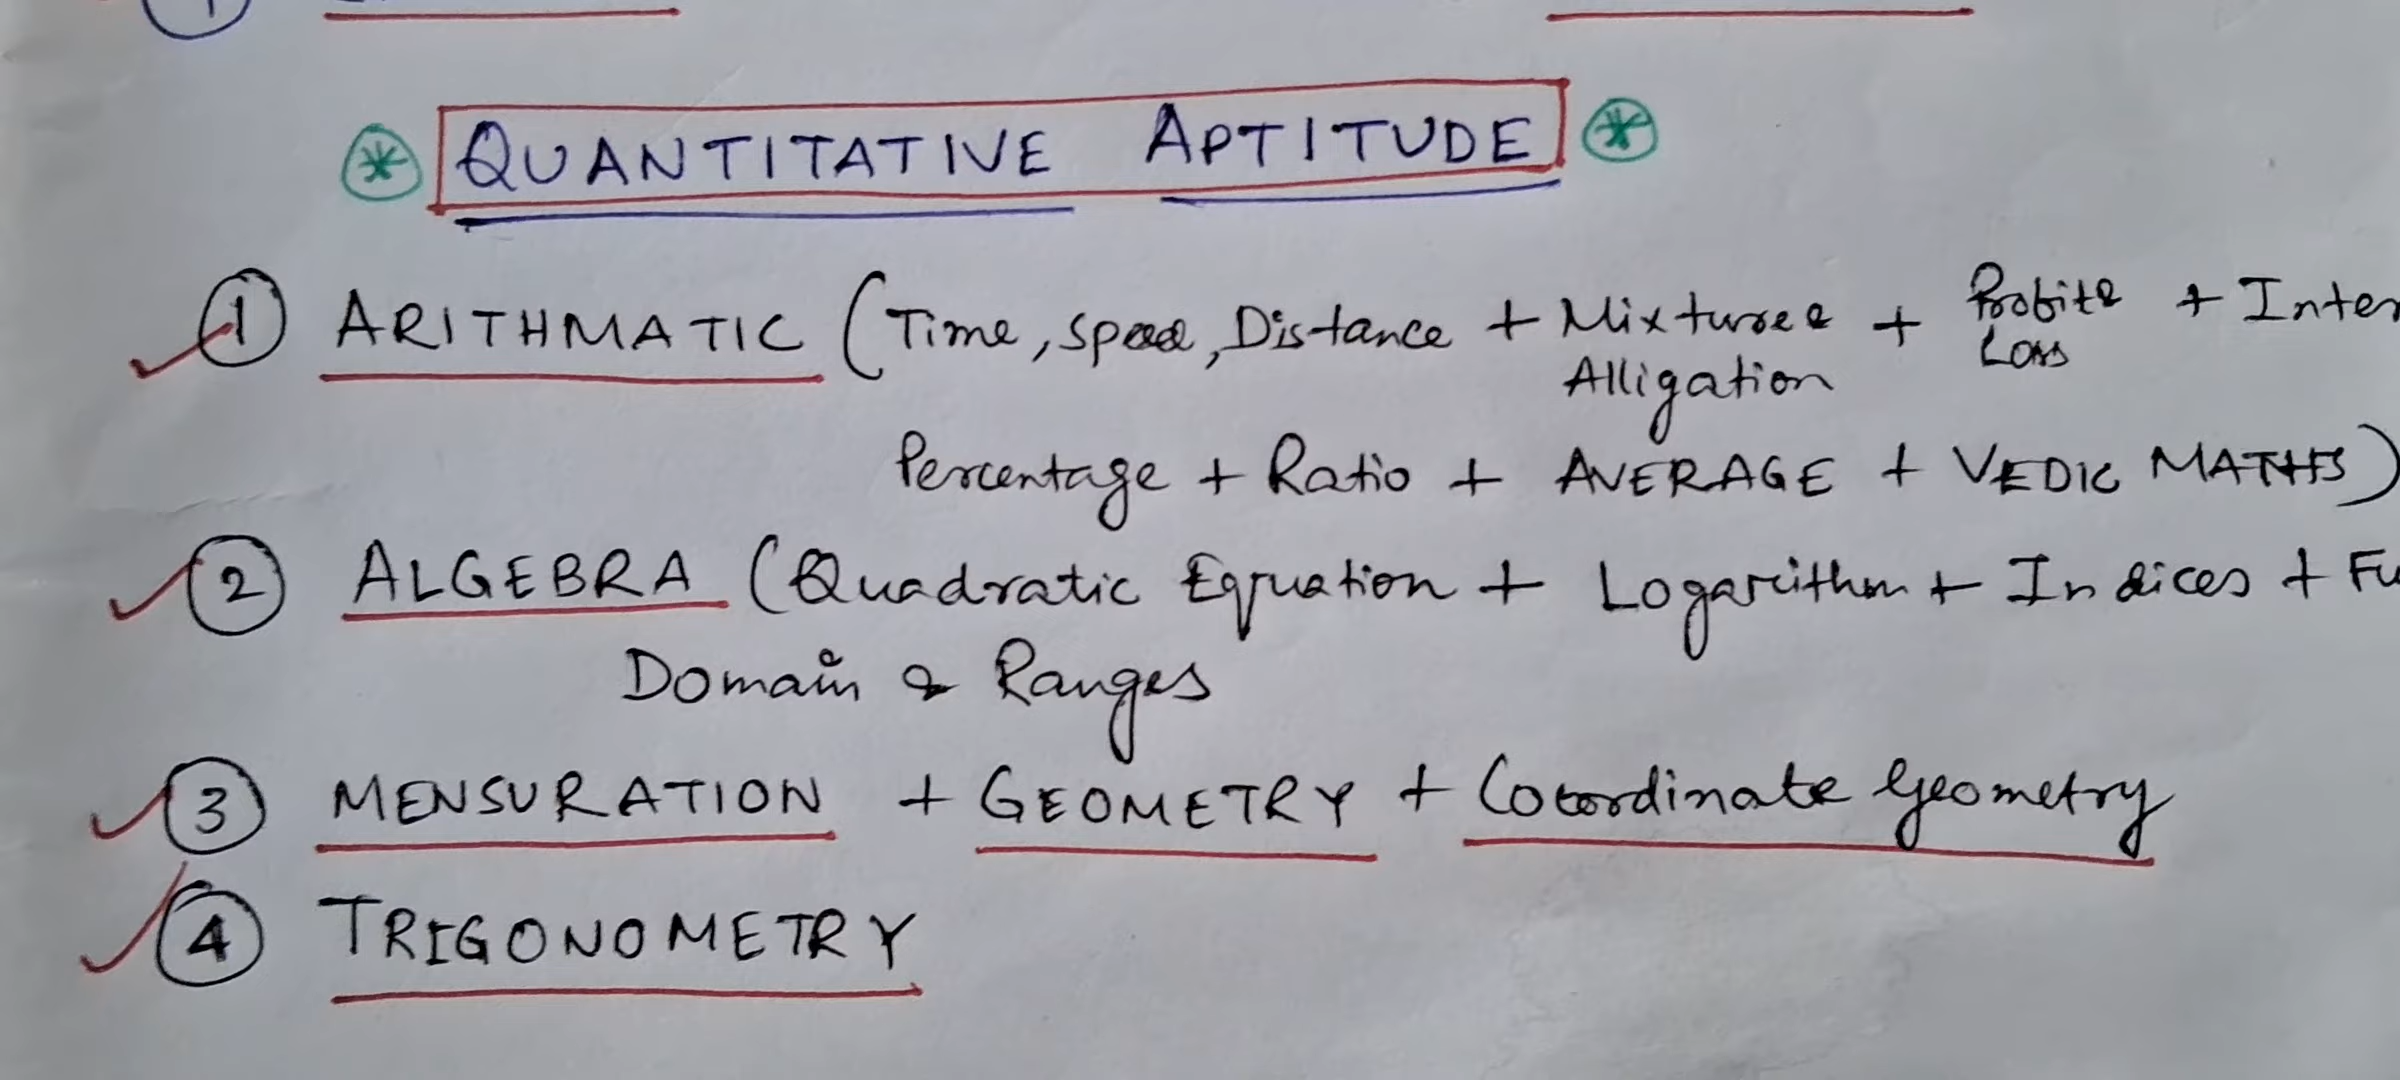 QUANTITATIVE APTITUDE
1 ARITHMATIC (Time, Speed, Distance + Mixture & Alligation + Profit & Loss + Inter
Percentage + Ratio + AVERAGE + VEDIC MATHS)
2 ALGEBRA (Quadratic Equation + Logarithm + Indices + Fu
Domain & Ranges
3 MENSURATION + GEOMETRY + Coordinate Geometry
4 TRIGONOMETRY